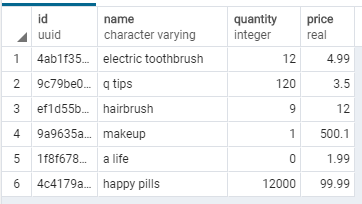 id name quantity price
uuid character varying integer real
1 4ab1f35... electric toothbrush 12 4.99
2 9c79be0... q tips 120 3.5
3 ef1d55b... hairbrush 9 12
4 9a9635a... makeup 1 500.1
5 1f8f678... a life 0 1.99
6 4c4179a... happy pills 12000 99.99